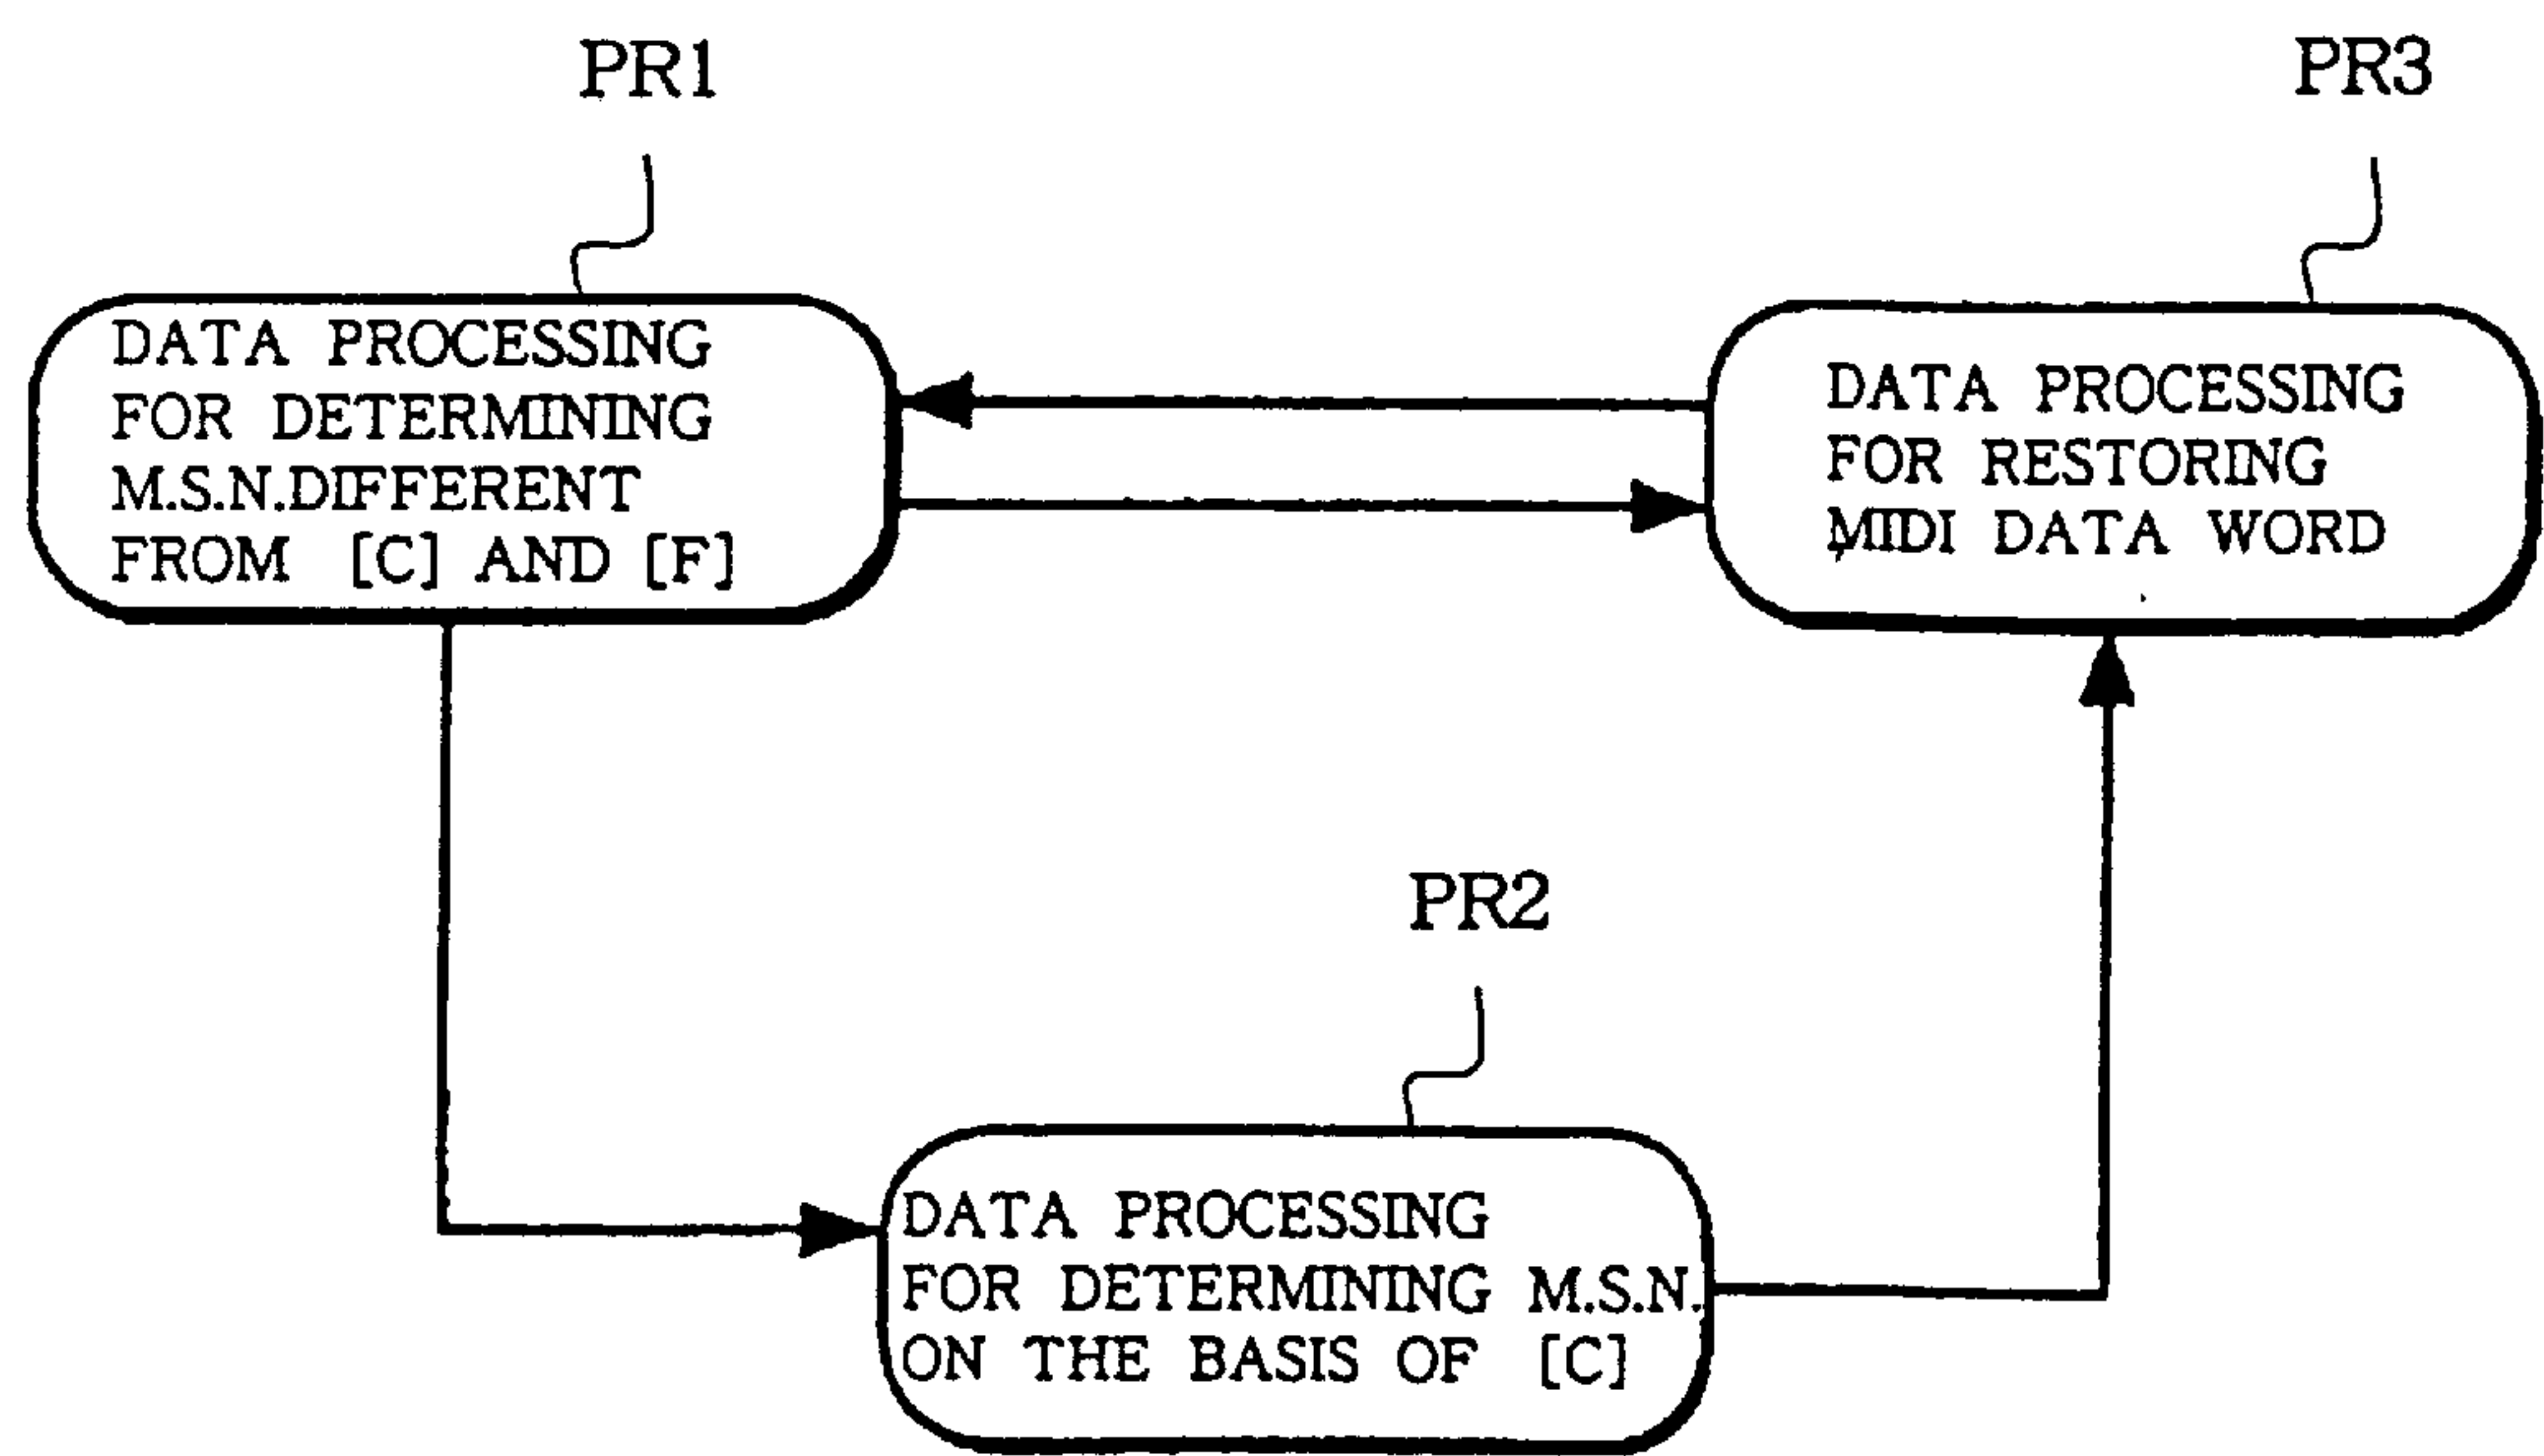 PR1
PR3
DATA PROCESSING
FOR DETERMINING
M.S.N.DIFFERENT
FROM [C] AND [F]
DATA PROCESSING
FOR RESTORING
MIDI DATA WORD
PR2
DATA PROCESSING
FOR DETERMINING M.S.N.
ON THE BASIS OF [C]